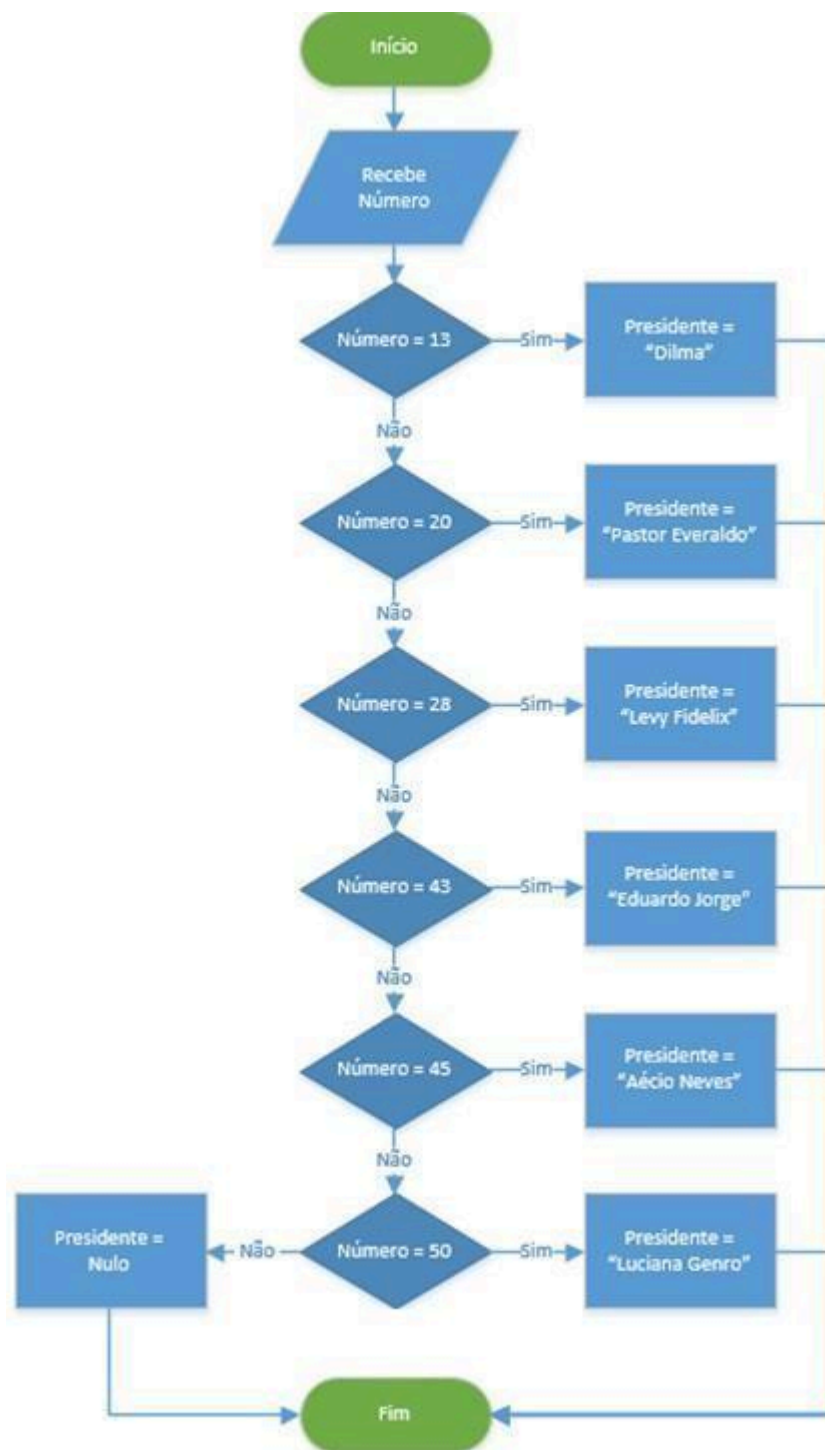 Início
Recebe
Número
Número = 13
Sim
Presidente =
“Dilma”
Não
Número = 20
Sim
Presidente =
“Pastor Everaldo”
Não
Número = 28
Sim
Presidente =
“Levy Fidelix”
Não
Número = 43
Sim
Presidente =
“Eduardo Jorge”
Não
Número = 45
Sim
Presidente =
“Aécio Neves”
Não
Presidente =
Nulo
Não
Número = 50
Sim
Presidente =
“Luciana Genro”
Fim